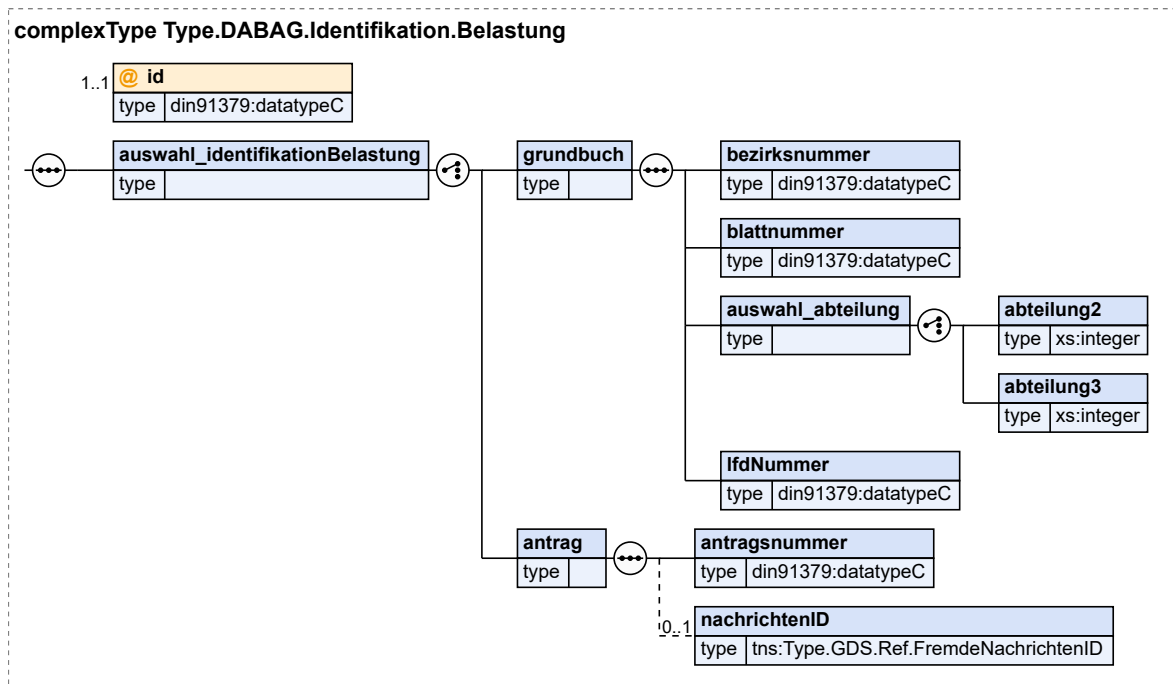 complexType Type.DABAG.Identifikation.Belastung
1..1
@ id
type din91379:datatypeC
auswahl_identifikationBelastung
type
grundbuch
type
bezirksnummer
type din91379:datatypeC
blattnummer
type din91379:datatypeC
auswahl_abteilung
type
abteilung2
type xs:integer
abteilung3
type xs:integer
lfdNummer
type din91379:datatypeC
antrag
type
antragsnummer
type din91379:datatypeC
0..1
nachrichtenID
type tns:Type.GDS.Ref.FremdeNachrichtenID